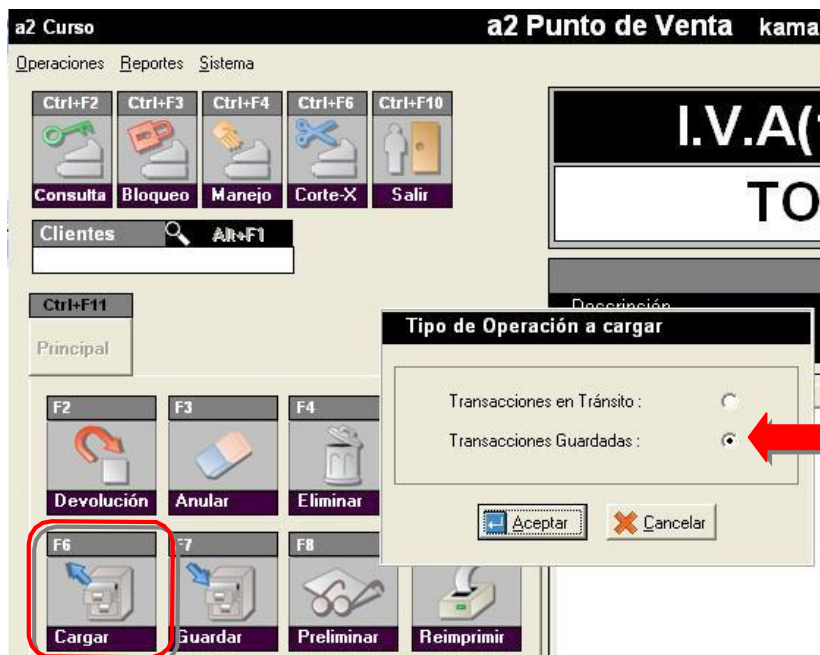 a2 Curso
a2 Punto de Venta kama
Operaciones Reportes Sistema
Ctrl+F2 Ctrl+F3 Ctrl+F4 Ctrl+F6 Ctrl+F10
Consulta Bloqueo Manejo Corte-X Salir
I.V.A(
TO
Clientes Alt+F1
Descripción
Ctrl+F11
Principal
Tipo de Operación a cargar
Transacciones en Tránsito :
Transacciones Guardadas :
Aceptar Cancelar
F2 F3 F4
Devolución Anular Eliminar
F6 F7 F8
Cargar Guardar Preliminar Reimprimir